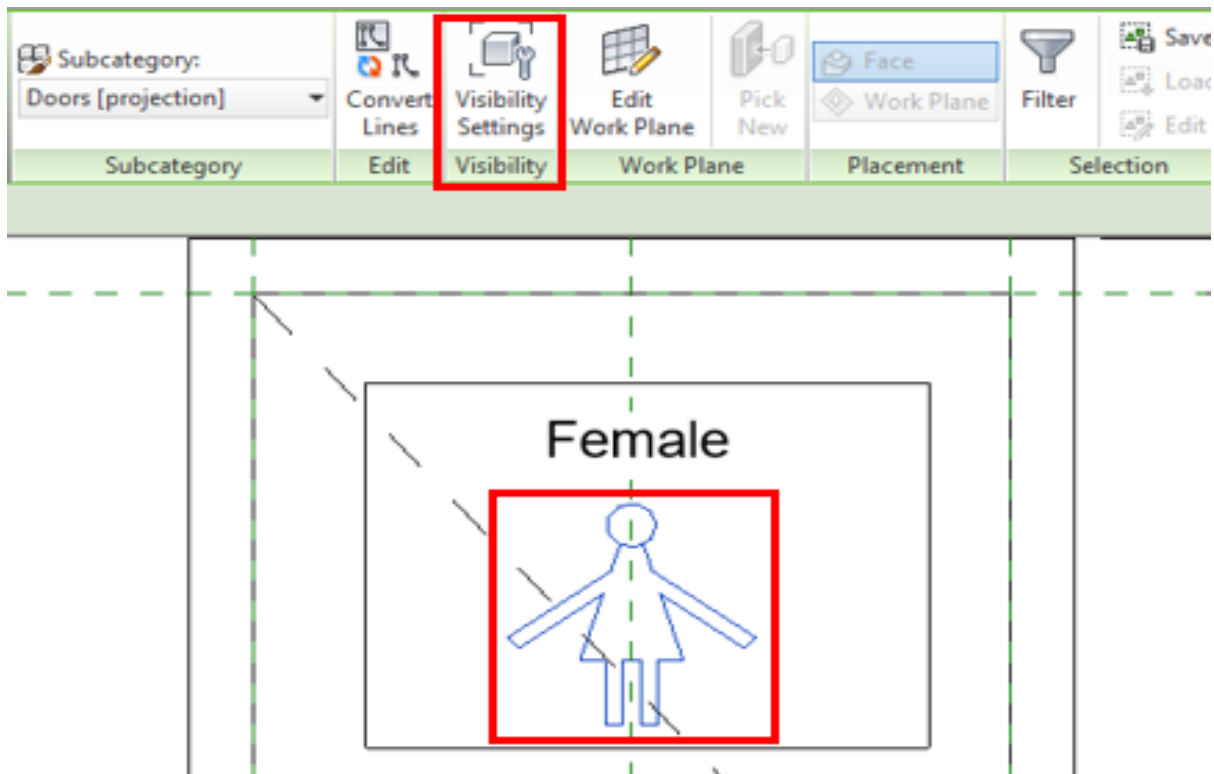 Subcategory:
Doors [projection]
Convert
Lines
Visibility
Settings
Edit
Work Plane
Pick
New
Face
Work Plane
Filter
Save
Load
Edit
Subcategory
Edit
Visibility
Work Plane
Placement
Selection
Female